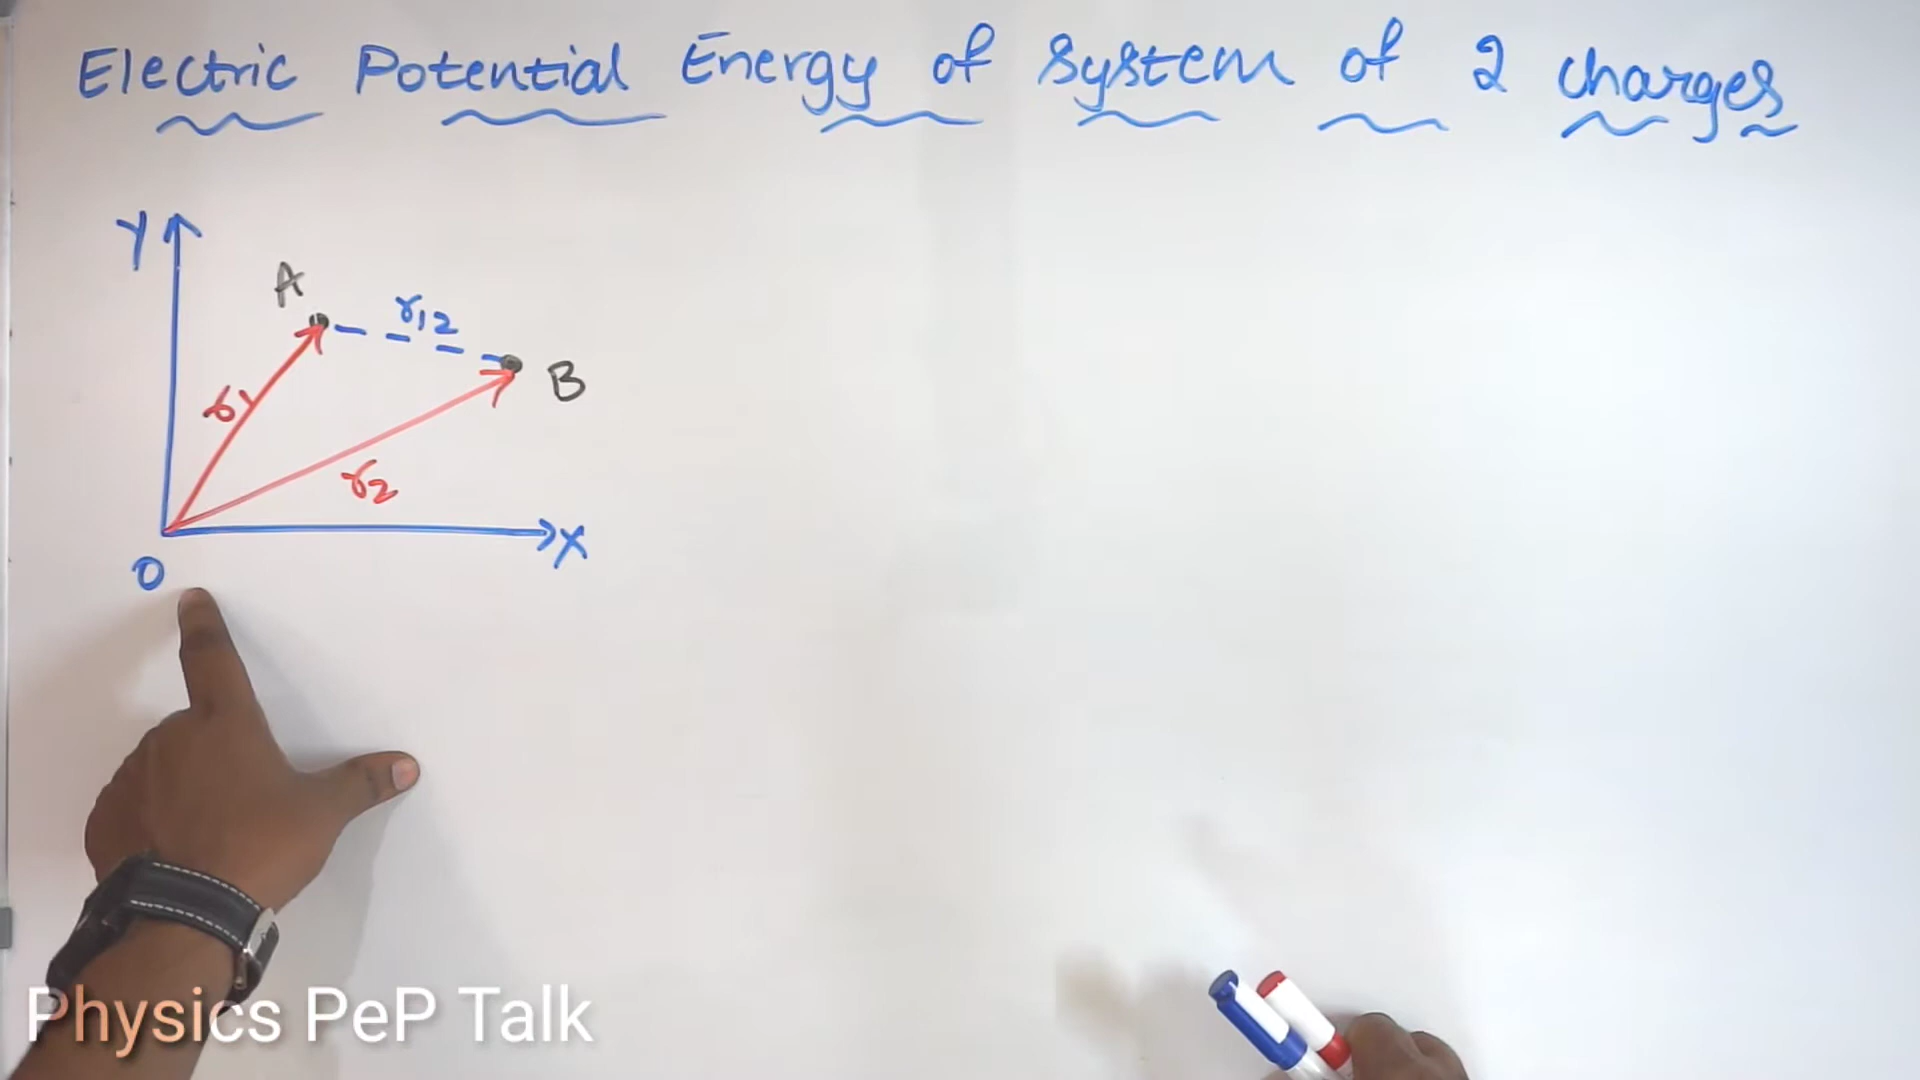 Electric Potential Energy of system of 2 charges
Y
A
r12
B
r1
r2
X
O
Physics PeP Talk